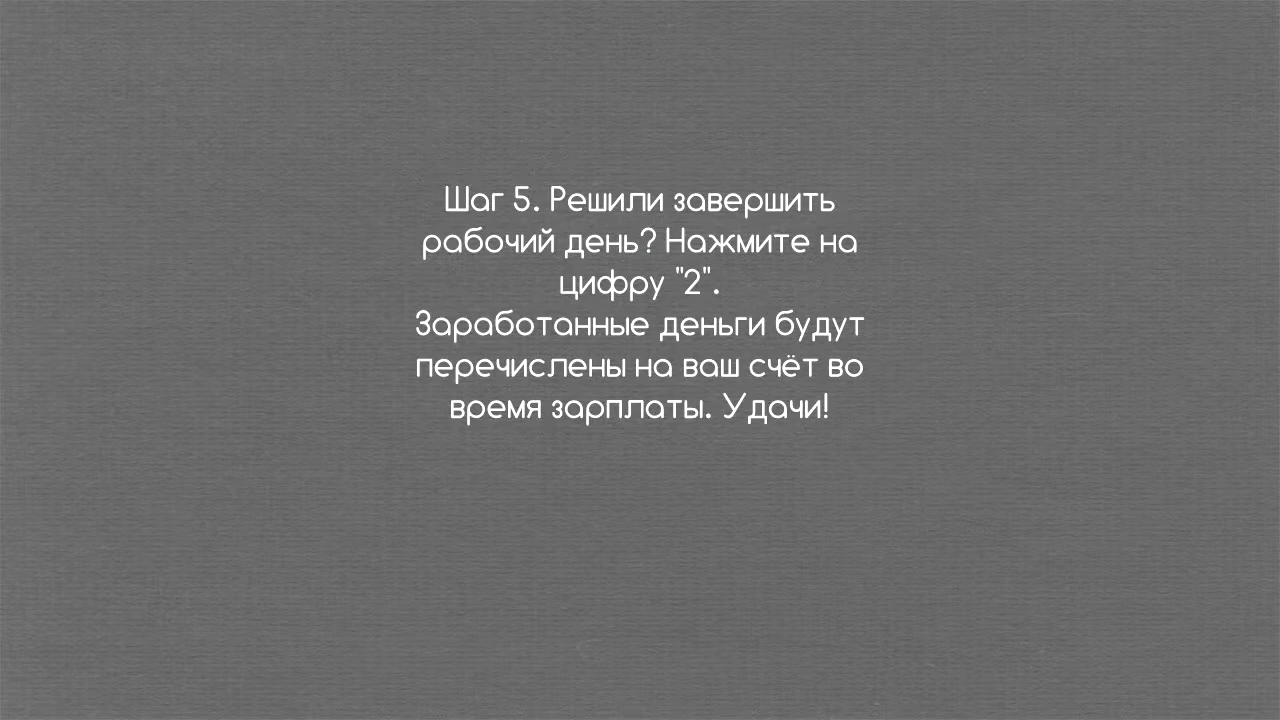 Шаг 5. Решили завершить
рабочий день? Нажмите на
цифру "2".
Заработанные деньги будут
перечислены на ваш счёт во
время зарплаты. Удачи!